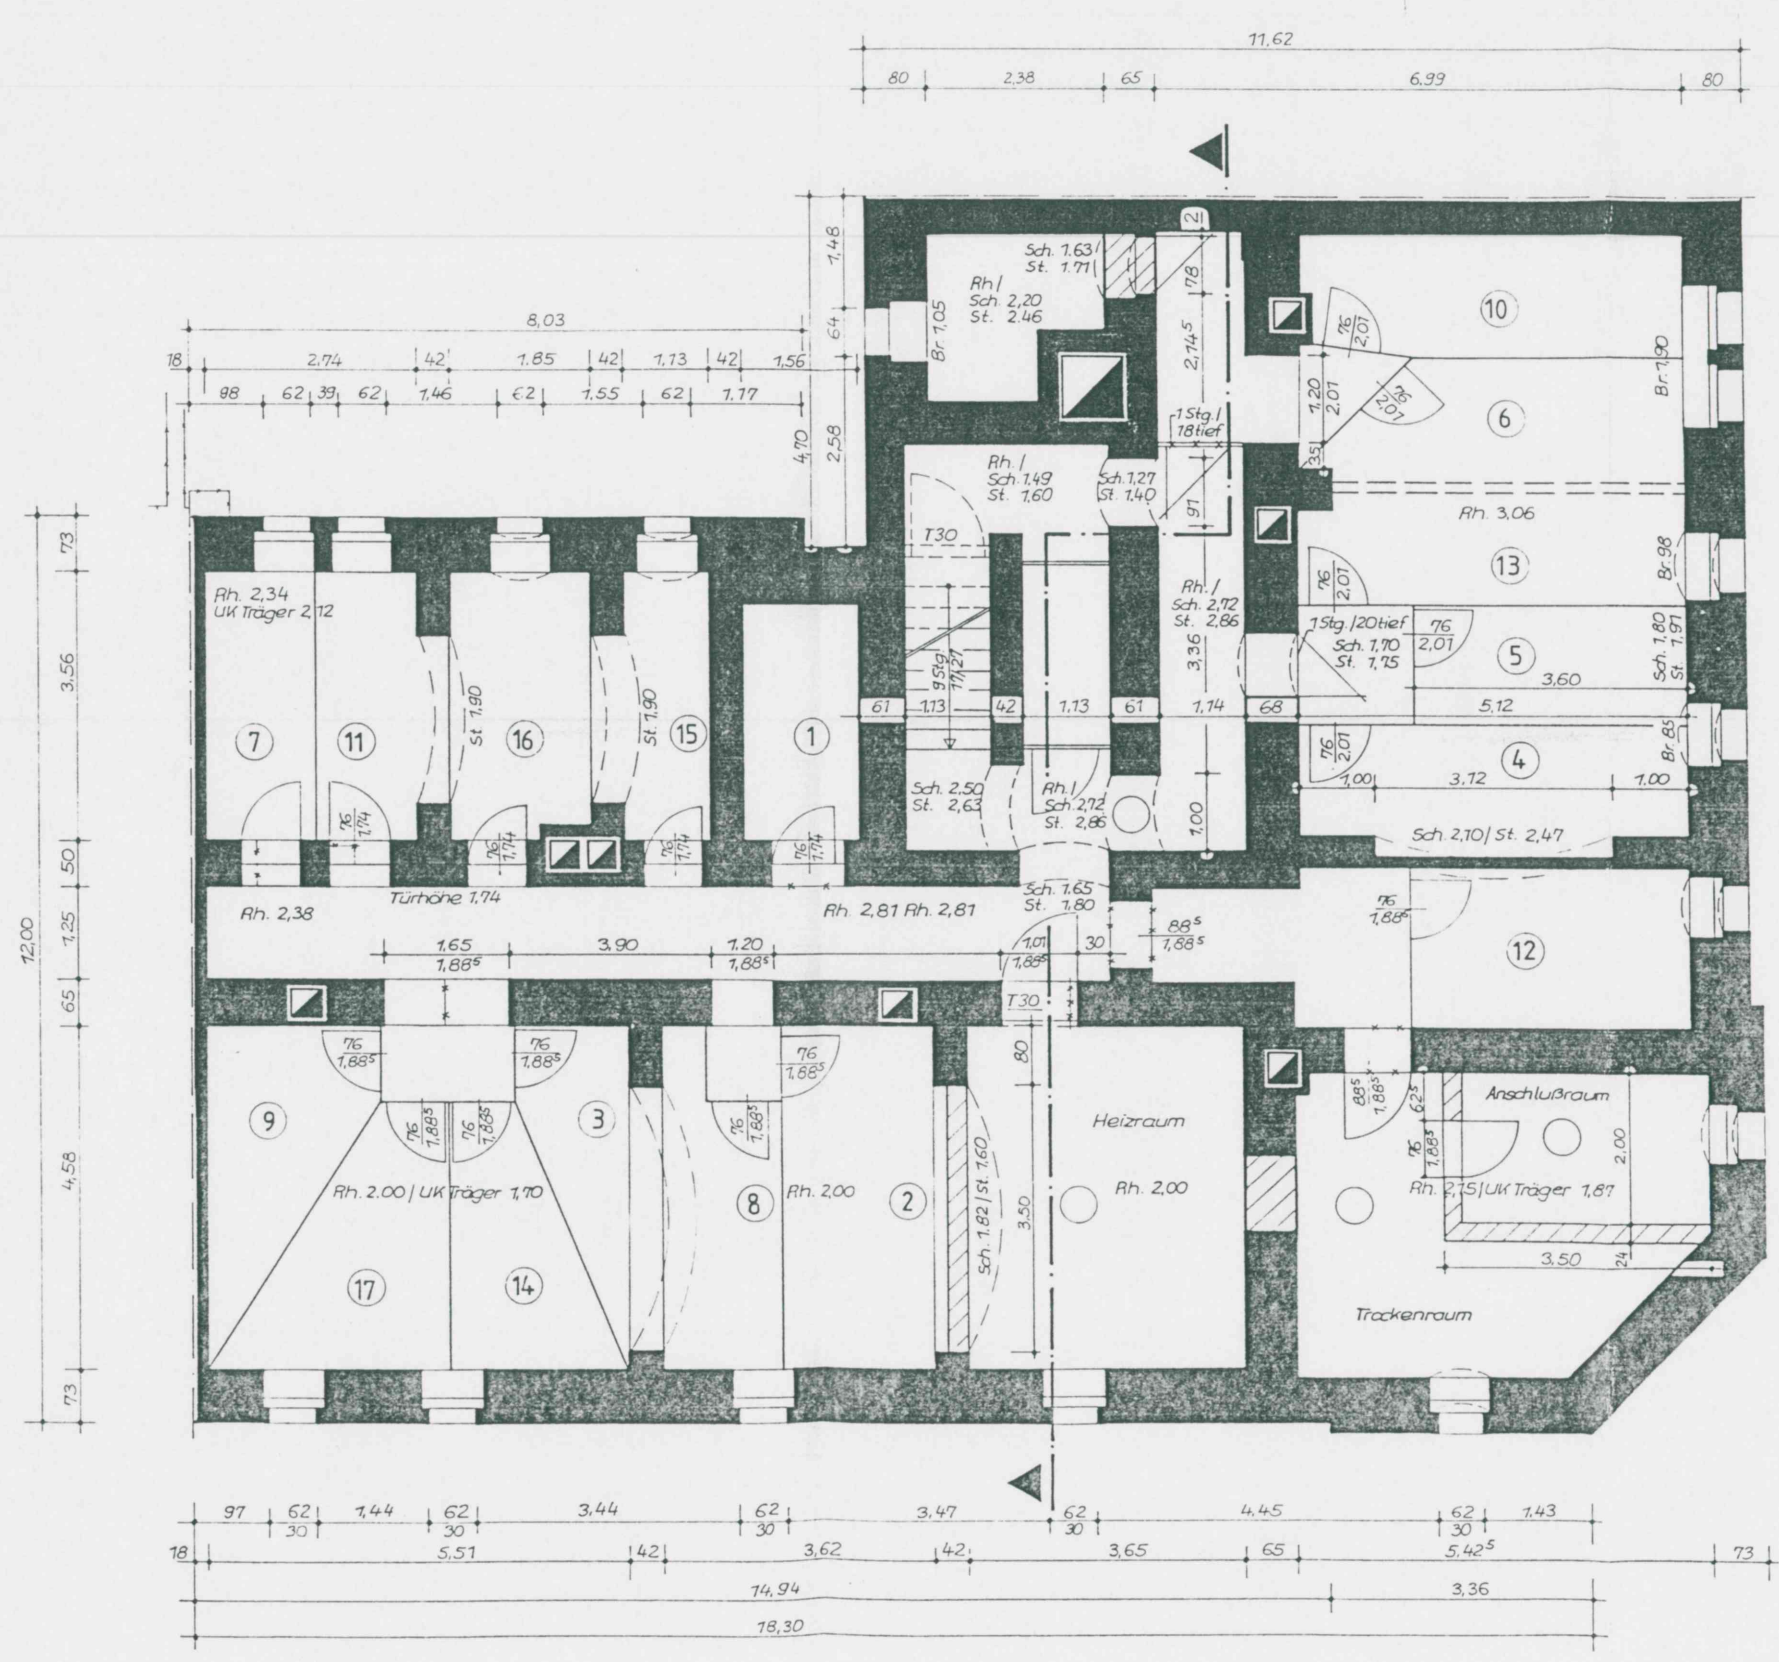 11,62
80 2,38 65 6,99 80
1,48
64
2,58
4,70
8,03
18 2,74 42 1.85 42 1,13 42 1,56
98 62 39 62 1,46 62 1.55 62 1.17
Sch. 1.63
St. 1.71
Rh/
Sch. 2,20
St. 2.46
Br. 1,05
2
78
2,14⁵
1 Stg./
18 tief
91
76
2,01
10
Br. 1,90
1,20
2.01
35
76
2,01
6
Rh. /
Sch. 1.49
St. 1,60
Sch. 1,27
St. 1.40
T30
Rh. 3,06
76
2,01
13
Br. 98
Rh. 2,34
UK Träger 2,12
Rh. /
Sch. 2,72
St. 2,86
3,36
1 Stg./20 tief
Sch. 1,70
St. 1,75
76
2,01
5
3,60
Sch. 1.80
St. 1.91
9 Stg.
17/27
61 1,13 42 1,13 61 1,14 68 5,12
7
11
St 1,90
16
St. 1,90
15
1
76
2.01
4
Br. 85
1,00 3,12 1.00
Sch. 2.50
St. 2,63
Rh. /
Sch. 2,72
St. 2,86
1,00
Sch. 2,10 / St. 2,47
76
1,74
76
1,74
76
1,74
76
1,74
Türhöhe 1,74
Rh. 2,38
Rh. 2,81 Rh. 2,81
Sch. 1.65
St. 1,80
88⁵
1,88⁵
76
1,88⁵
12
1.65
1,88⁵
3,90
1.20
1,88⁵
1,01
1,88⁵
30
T30
12,00
73
3,56
50
1,25
65
4,58
73
76
1,88⁵
76
1,88⁵
76
1,88⁵
80
88⁵
1,88⁵
62⁵
Anschlußraum
9
76
1,88⁵
76
1,88⁵
3
76
1,88⁵
Heizraum
76
1,88⁵
2,00
Rh. 2.00 / UK Träger 1,70
8
Rh. 2,00
2
Sch. 1.82 / St. 1.60
3.50
Rh. 2,00
Rh. 2,15 / UK Träger 1,87
3,50
24
17
14
Trockenraum
97 62 1,44 62 3,44 62 3,47 62 4,45 62 1.43
30 30 30 30 30
18 5,51 42 3,62 42 3,65 65 5,42⁵ 73
14,94 3,36
18,30